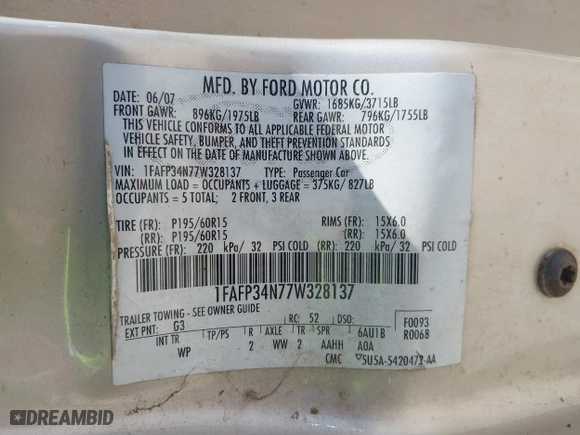 MFD. BY FORD MOTOR CO.
DATE: 06/07 GVWR: 1685KG/3715LB
FRONT GAWR: 896KG/1975LB REAR GAWR: 796KG/1755LB
THIS VEHICLE CONFORMS TO ALL APPLICABLE FEDERAL MOTOR
VEHICLE SAFETY, BUMPER, AND THEFT PREVENTION STANDARDS
IN EFFECT ON THE DATE OF MANUFACTURE SHOWN ABOVE.
VIN: 1FAFP34N77W328137 TYPE: Passenger Car
MAXIMUM LOAD = OCCUPANTS + LUGGAGE = 375KG/ 827LB
OCCUPANTS = 5 TOTAL; 2 FRONT, 3 REAR
TIRE (FR): P195/60R15 RIMS (FR): 15X6.0
(RR): P195/60R15 (RR): 15X6.0
PRESSURE (FR): 220 kPa/ 32 PSI COLD (RR): 220 kPa/ 32 PSI COLD
1FAFP34N77W328137
TRAILER TOWING - SEE OWNER GUIDE
EXT PNT: G3 RC: 52 DSO: F0093
INT TR TP/PS R AXLE TR SPR 6AU1B R0068
WP 2 WW 2 AAHH A0A
CMC 5U5A-5420472-AA
DREAMBID